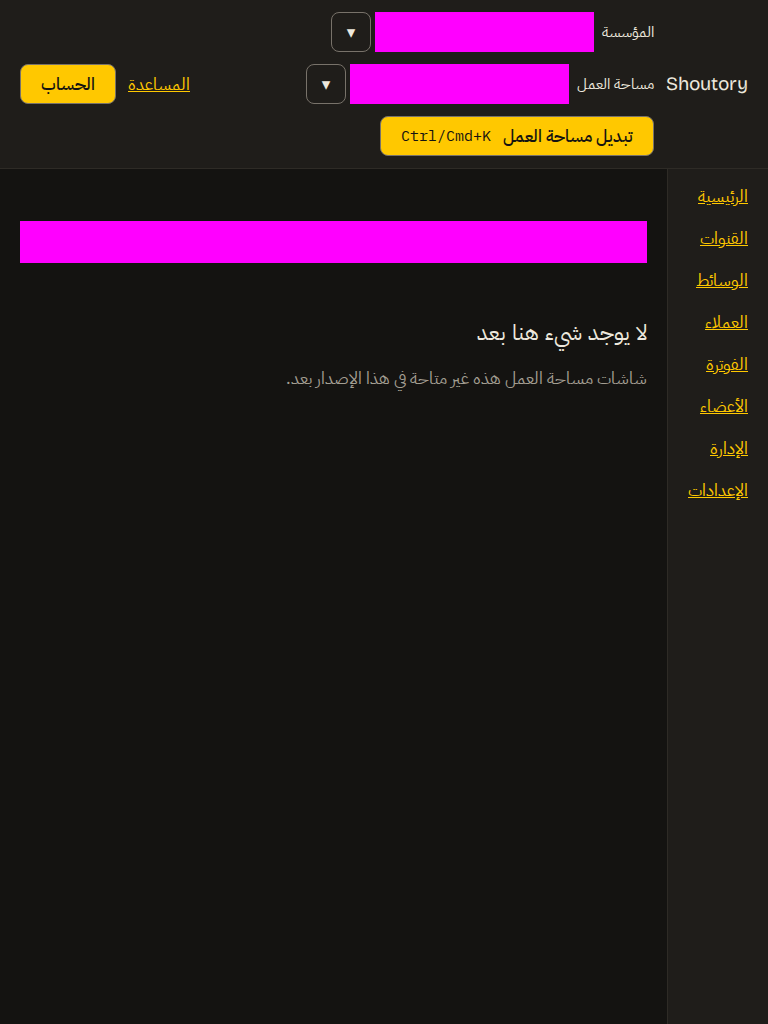 المؤسسة
▼
Shoutory
مساحة العمل
▼
المساعدة
الحساب
تبديل مساحة العمل Ctrl/Cmd+K
الرئيسية
القنوات
الوسائط
العملاء
الفوترة
الأعضاء
الإدارة
الإعدادات
لا يوجد شيء هنا بعد
شاشات مساحة العمل هذه غير متاحة في هذا الإصدار بعد.